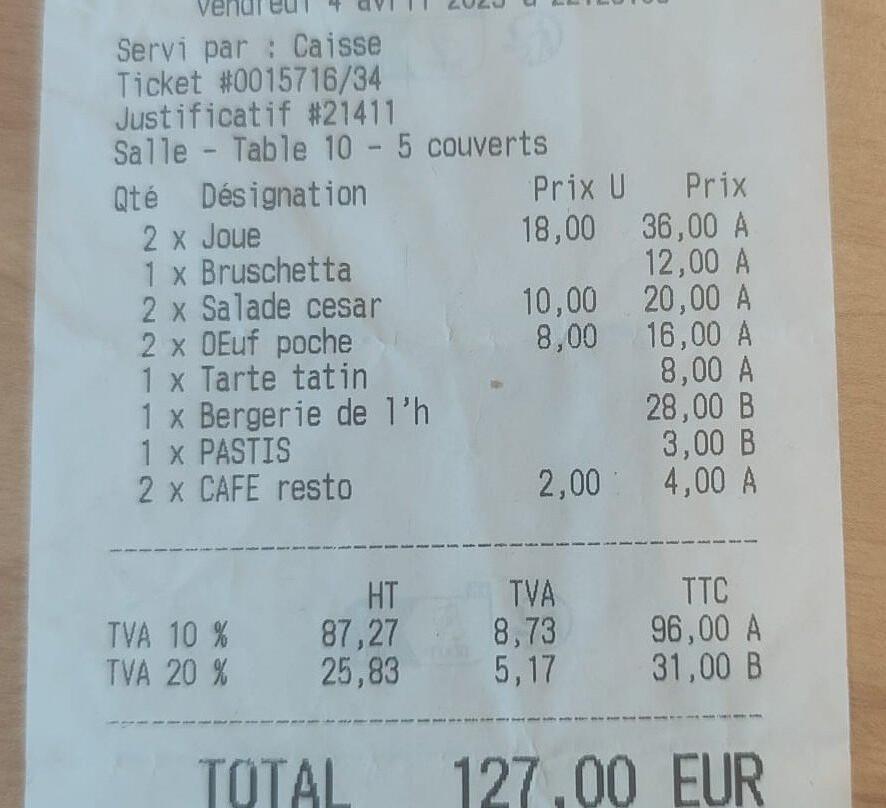 Vendredi 4 avril 2025 à
Servi par : Caisse
Ticket #0015716/34
Justificatif #21411
Salle - Table 10 - 5 couverts
Qté Désignation Prix U Prix
2 x Joue 18,00 36,00 A
1 x Bruschetta 12,00 A
2 x Salade cesar 10,00 20,00 A
2 x OEuf poche 8,00 16,00 A
1 x Tarte tatin 8,00 A
1 x Bergerie de l'h 28,00 B
1 x PASTIS 3,00 B
2 x CAFE resto 2,00 4,00 A
HT TVA TTC
TVA 10 % 87,27 8,73 96,00 A
TVA 20 % 25,83 5,17 31,00 B
TOTAL 127,00 EUR